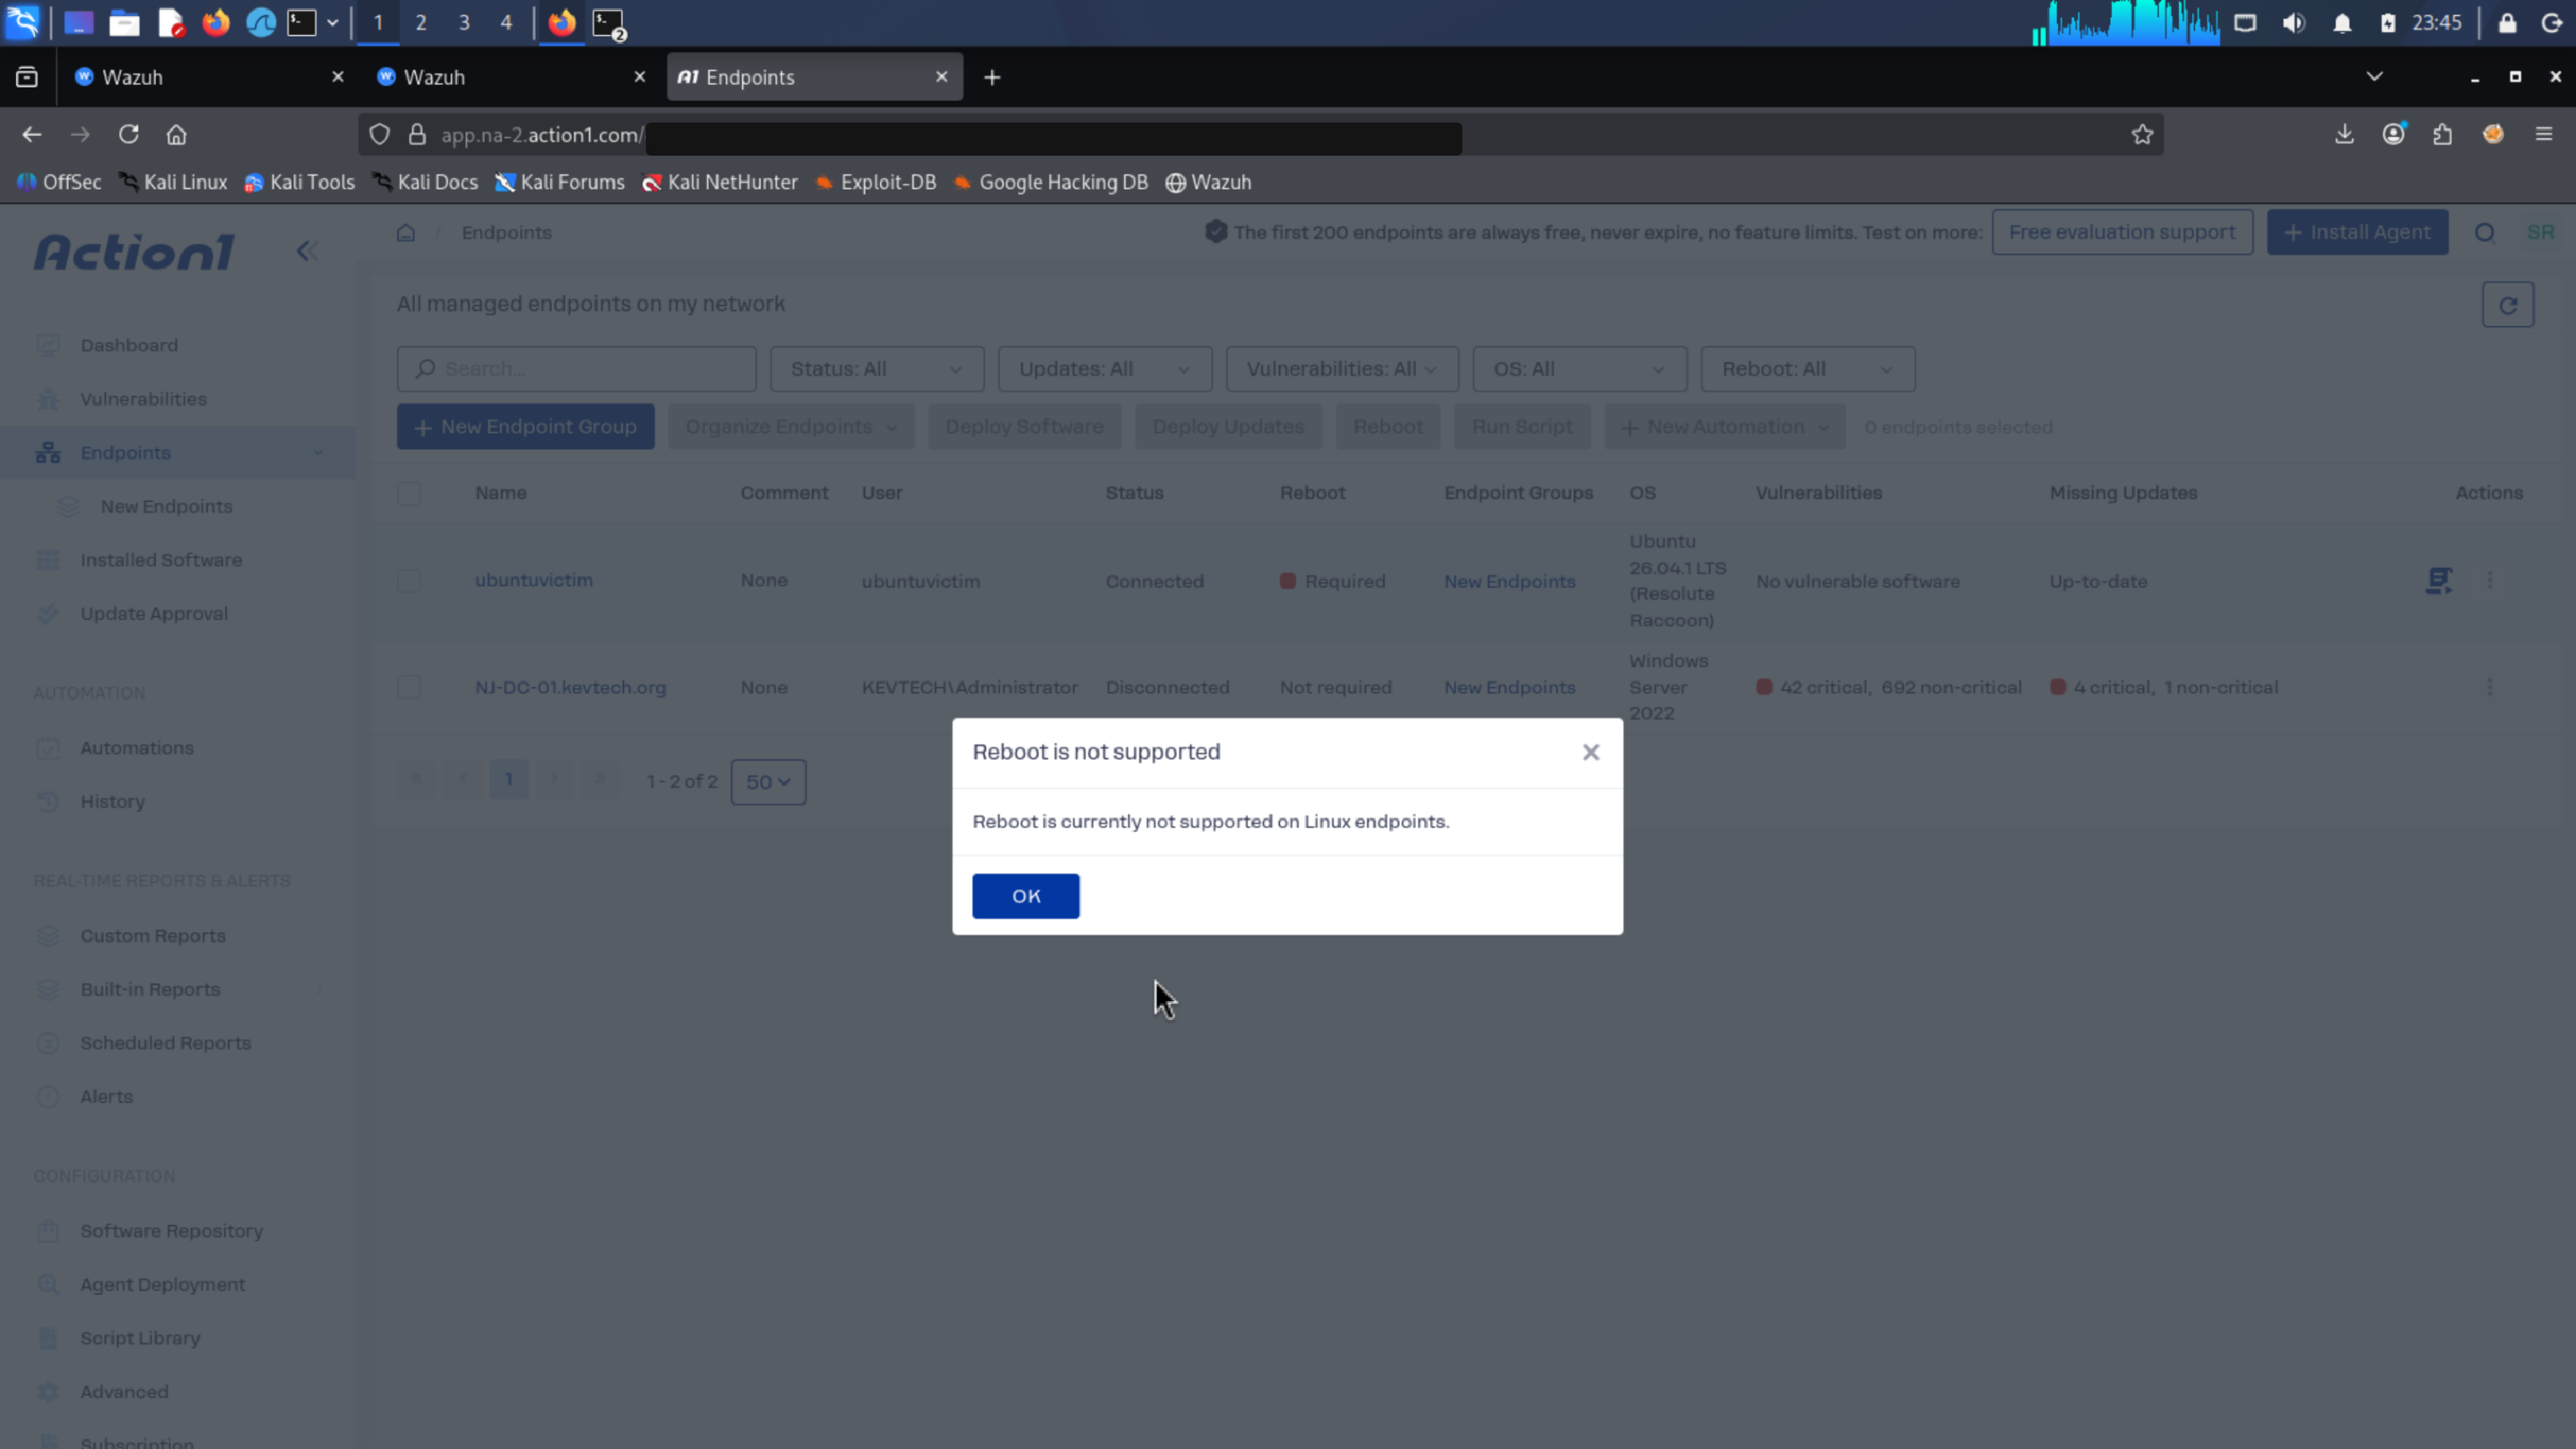 1 2 3 4 2 23:45
Wazuh Wazuh A1 Endpoints
app.na-2.action1.com/
OffSec Kali Linux Kali Tools Kali Docs Kali Forums Kali NetHunter Exploit-DB Google Hacking DB Wazuh
Action1
Endpoints
The first 200 endpoints are always free, never expire, no feature limits. Test on more: Free evaluation support + Install Agent SR
All managed endpoints on my network
Search... Status: All Updates: All Vulnerabilities: All OS: All Reboot: All
+ New Endpoint Group Organize Endpoints Deploy Software Deploy Updates Reboot Run Script + New Automation 0 endpoints selected
Name Comment User Status Reboot Endpoint Groups OS Vulnerabilities Missing Updates Actions
ubuntuvictim None ubuntuvictim Connected Required New Endpoints Ubuntu 26.04.1 LTS (Resolute Raccoon) No vulnerable software Up-to-date
NJ-DC-01.kevtech.org None KEVTECH\Administrator Disconnected Not required New Endpoints Windows Server 2022 42 critical, 692 non-critical 4 critical, 1 non-critical
« ‹ 1 › » 1 - 2 of 2 50
Reboot is not supported
Reboot is currently not supported on Linux endpoints.
OK
Dashboard
Vulnerabilities
Endpoints
New Endpoints
Installed Software
Update Approval
AUTOMATION
Automations
History
REAL-TIME REPORTS & ALERTS
Custom Reports
Built-in Reports
Scheduled Reports
Alerts
CONFIGURATION
Software Repository
Agent Deployment
Script Library
Advanced
Subscription